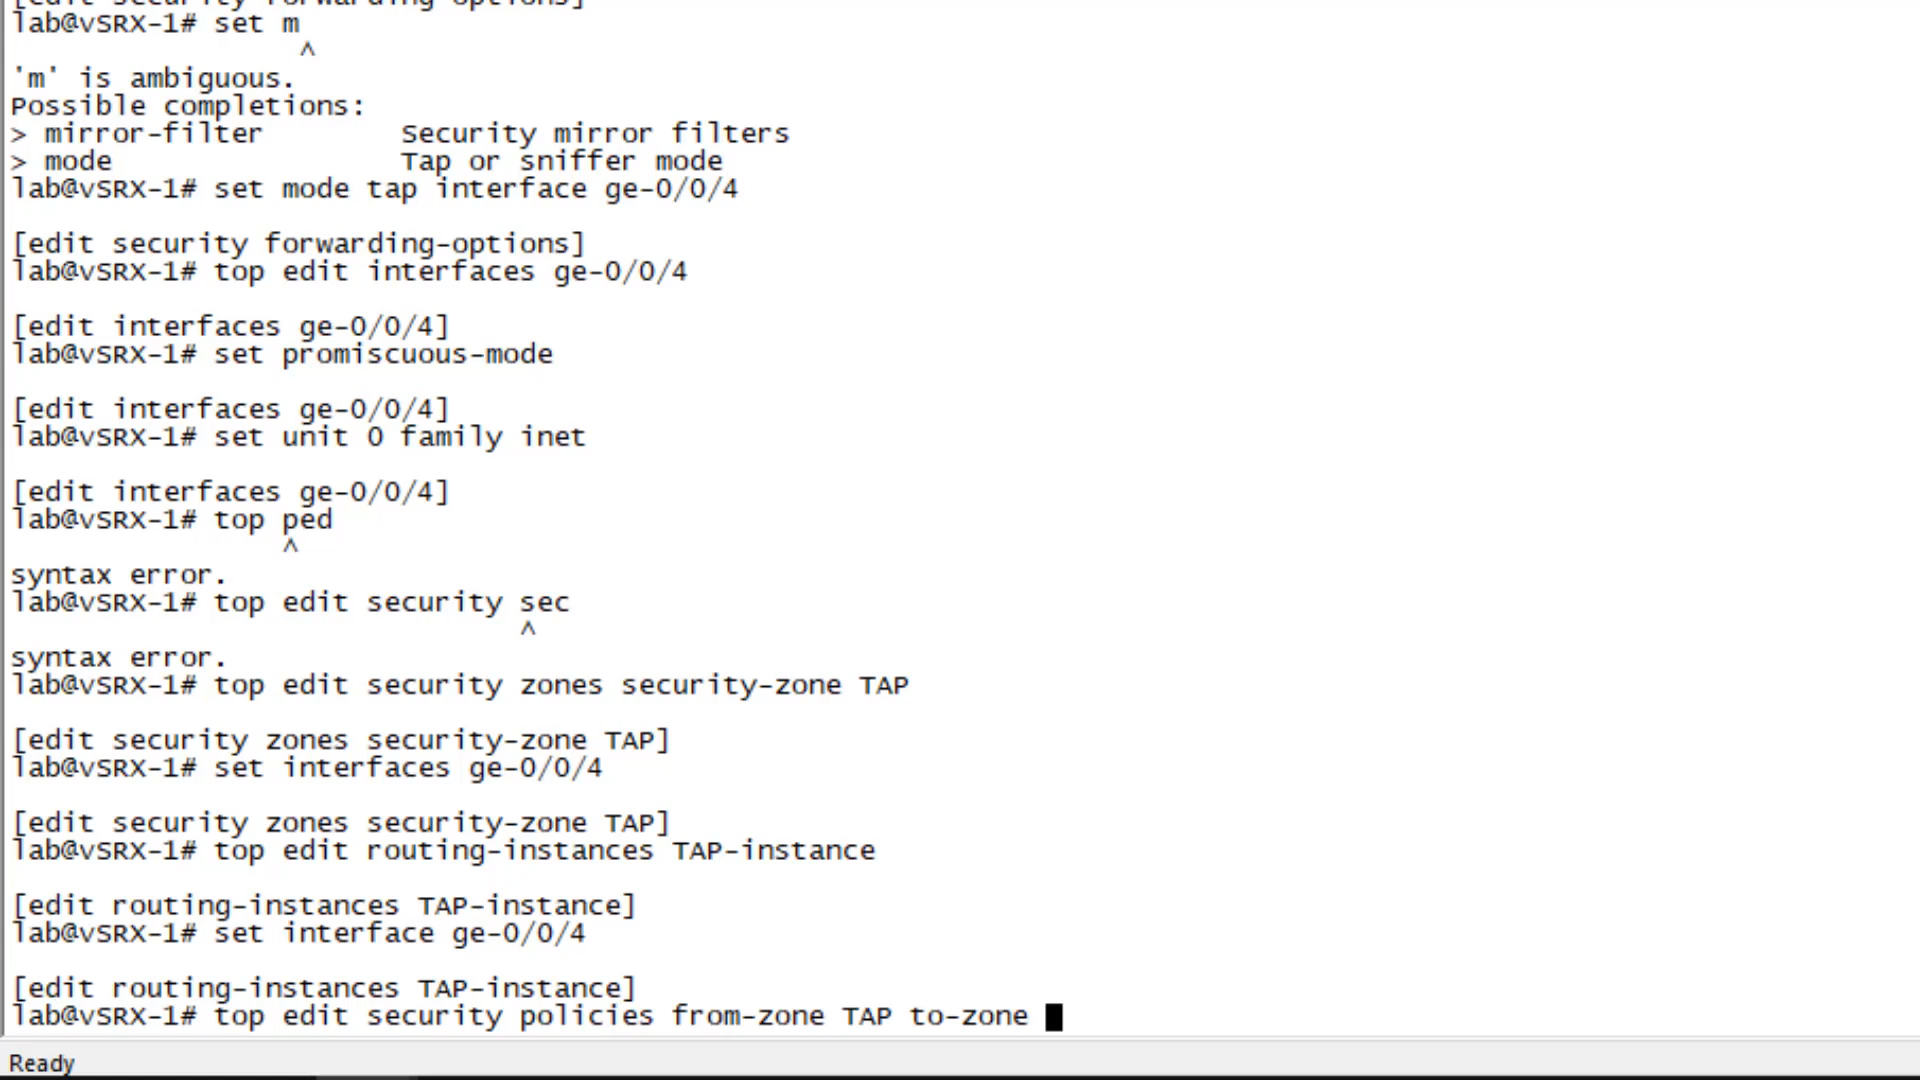 [edit security forwarding-options]
lab@vSRX-1# set m
^
'm' is ambiguous.
Possible completions:
> mirror-filter        Security mirror filters
> mode                 Tap or sniffer mode
lab@vSRX-1# set mode tap interface ge-0/0/4
[edit security forwarding-options]
lab@vSRX-1# top edit interfaces ge-0/0/4
[edit interfaces ge-0/0/4]
lab@vSRX-1# set promiscuous-mode
[edit interfaces ge-0/0/4]
lab@vSRX-1# set unit 0 family inet
[edit interfaces ge-0/0/4]
lab@vSRX-1# top ped
^
syntax error.
lab@vSRX-1# top edit security sec
^
syntax error.
lab@vSRX-1# top edit security zones security-zone TAP
[edit security zones security-zone TAP]
lab@vSRX-1# set interfaces ge-0/0/4
[edit security zones security-zone TAP]
lab@vSRX-1# top edit routing-instances TAP-instance
[edit routing-instances TAP-instance]
lab@vSRX-1# set interface ge-0/0/4
[edit routing-instances TAP-instance]
lab@vSRX-1# top edit security policies from-zone TAP to-zone
Ready